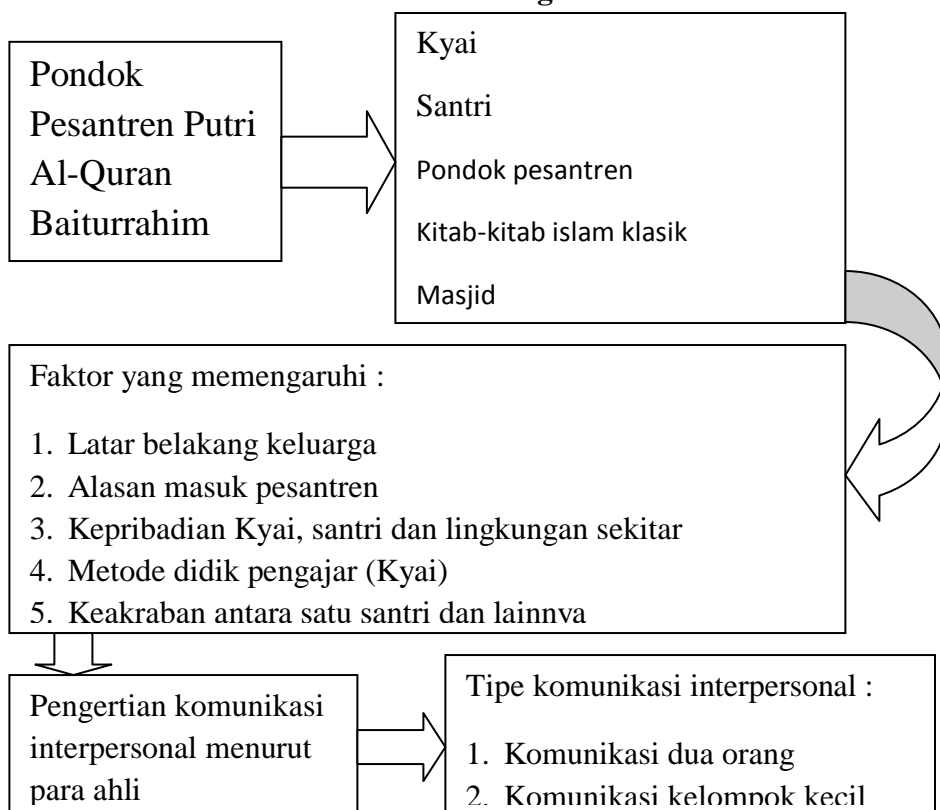 Pondok
Pesantren Putri
Al-Quran
Baiturrahim
Kyai
Santri
Pondok pesantren
Kitab-kitab islam klasik
Masjid
Faktor yang memengaruhi :
1. Latar belakang keluarga
2. Alasan masuk pesantren
3. Kepribadian Kyai, santri dan lingkungan sekitar
4. Metode didik pengajar (Kyai)
5. Keakraban antara satu santri dan lainnya
Pengertian komunikasi
interpersonal menurut
para ahli
Tipe komunikasi interpersonal :
1. Komunikasi dua orang
2. Komunikasi kelompok kecil